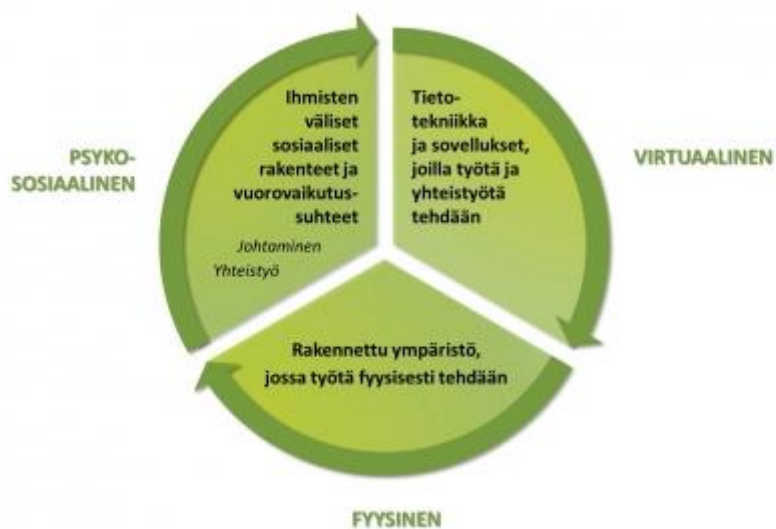 PSYKO-
SOSIAALINEN
Ihmisten
väliset
sosiaaliset
rakenteet ja
vuorovaikutus-
suhteet
Johtaminen
Yhteistyö
Tieto-
tekniikka
ja sovellukset,
joilla työtä ja
yhteistyötä
tehdään
VIRTUAALINEN
Rakennettu ympäristö,
jossa työtä fyysisesti tehdään
FYYSINEN